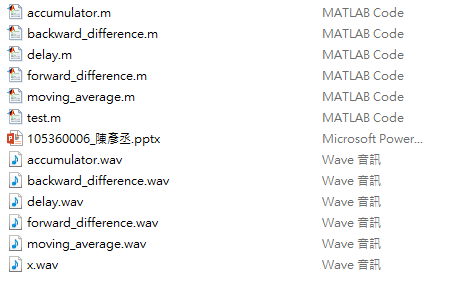 accumulator.m MATLAB Code
backward_difference.m MATLAB Code
delay.m MATLAB Code
forward_difference.m MATLAB Code
moving_average.m MATLAB Code
test.m MATLAB Code
105360006_陳彥丞.pptx Microsoft Power...
accumulator.wav Wave 音訊
backward_difference.wav Wave 音訊
delay.wav Wave 音訊
forward_difference.wav Wave 音訊
moving_average.wav Wave 音訊
x.wav Wave 音訊